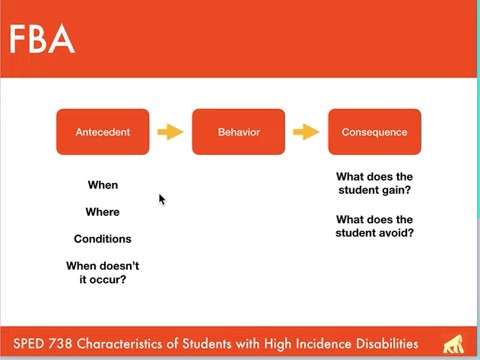 FBA
Antecedent
Behavior
Consequence
When
Where
Conditions
When doesn't
it occur?
What does the
student gain?
What does the
student avoid?
SPED 738 Characteristics of Students with High Incidence Disabilities